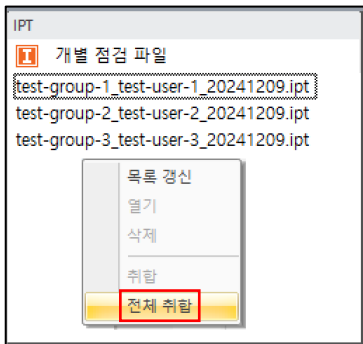 IPT
개별 점검 파일
test-group-1_test-user-1_20241209.ipt
test-group-2_test-user-2_20241209.ipt
test-group-3_test-user-3_20241209.ipt
목록 갱신
열기
삭제
취합
전체 취합